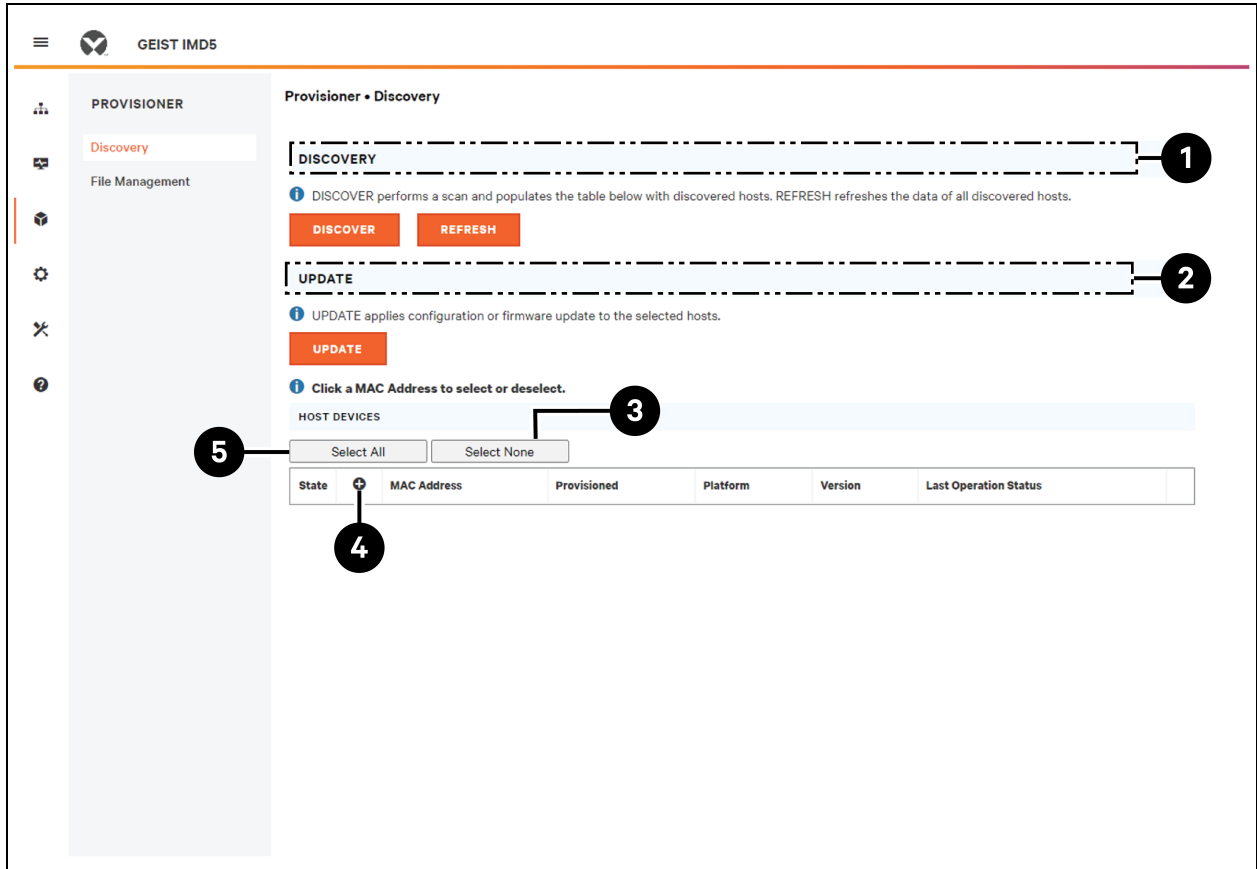 GEIST IMD5
PROVISIONER
Discovery
File Management
Provisioner • Discovery
DISCOVERY
1
DISCOVER performs a scan and populates the table below with discovered hosts. REFRESH refreshes the data of all discovered hosts.
DISCOVER REFRESH
UPDATE
2
UPDATE applies configuration or firmware update to the selected hosts.
UPDATE
Click a MAC Address to select or deselect.
HOST DEVICES
3
5
Select All Select None
State MAC Address Provisioned Platform Version Last Operation Status
4